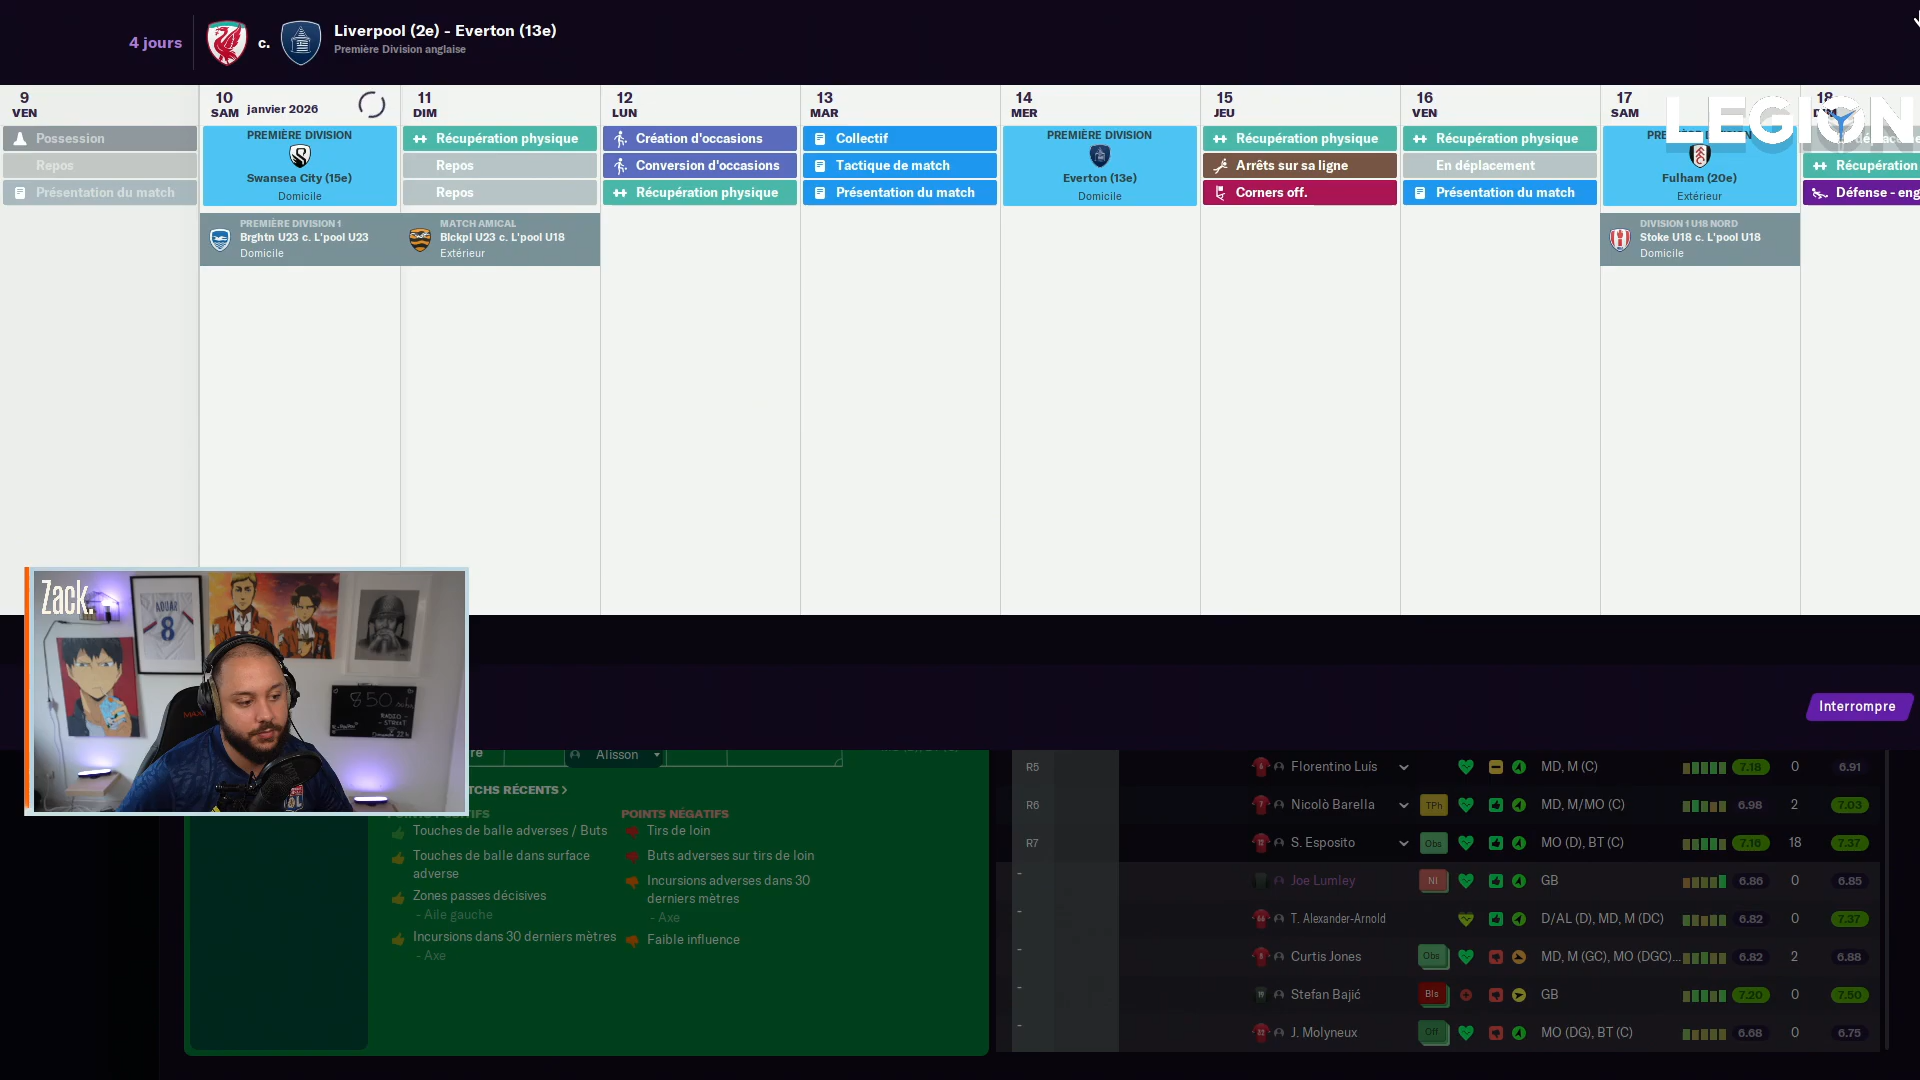 4 jours
c.
Liverpool (2e) - Everton (13e)
Première Division anglaise
9
VEN
Possession
Repos
Présentation du match
10
SAM janvier 2026
PREMIÈRE DIVISION
Swansea City (15e)
Domicile
PREMIÈRE DIVISION 1
Brghtn U23 c. L'pool U23
Domicile
11
DIM
Récupération physique
Repos
Repos
MATCH AMICAL
Blckpl U23 c. L'pool U18
Extérieur
12
LUN
Création d'occasions
Conversion d'occasions
Récupération physique
13
MAR
Collectif
Tactique de match
Présentation du match
14
MER
PREMIÈRE DIVISION
Everton (13e)
Domicile
15
JEU
Récupération physique
Arrêts sur sa ligne
Corners off.
16
VEN
Récupération physique
En déplacement
Présentation du match
17
SAM
Fulham (20e)
Extérieur
DIVISION 1 U18 NORD
Stoke U18 c. L'pool U18
Domicile
18
LEGION
Récupération
Défense - eng
Zack.
AOUAR
8
850
Interrompre
Alisson
TCHS RÉCENTS >
Touches de balle adverses / Buts
Touches de balle dans surface
adverse
Zones passes décisives
- Aile gauche
Incursions dans 30 derniers mètres
- Axe
POINTS NÉGATIFS
Tirs de loin
Buts adverses sur tirs de loin
Incursions adverses dans 30
derniers mètres
- Axe
Faible influence
R5 Florentino Luís MD, M (C) 7.18 0 6.91
R6 Nicolò Barella TPh MD, M/MO (C) 6.98 2 7.03
R7 S. Esposito Obs MO (D), BT (C) 7.16 18 7.37
- Joe Lumley NI GB 6.86 0 6.85
- T. Alexander-Arnold D/AL (D), MD, M (DC) 6.82 0 7.37
- Curtis Jones Obs MD, M (GC), MO (DGC)... 6.82 2 6.88
- Stefan Bajić Bls GB 7.20 0 7.50
- J. Molyneux Off MO (DG), BT (C) 6.68 0 6.75